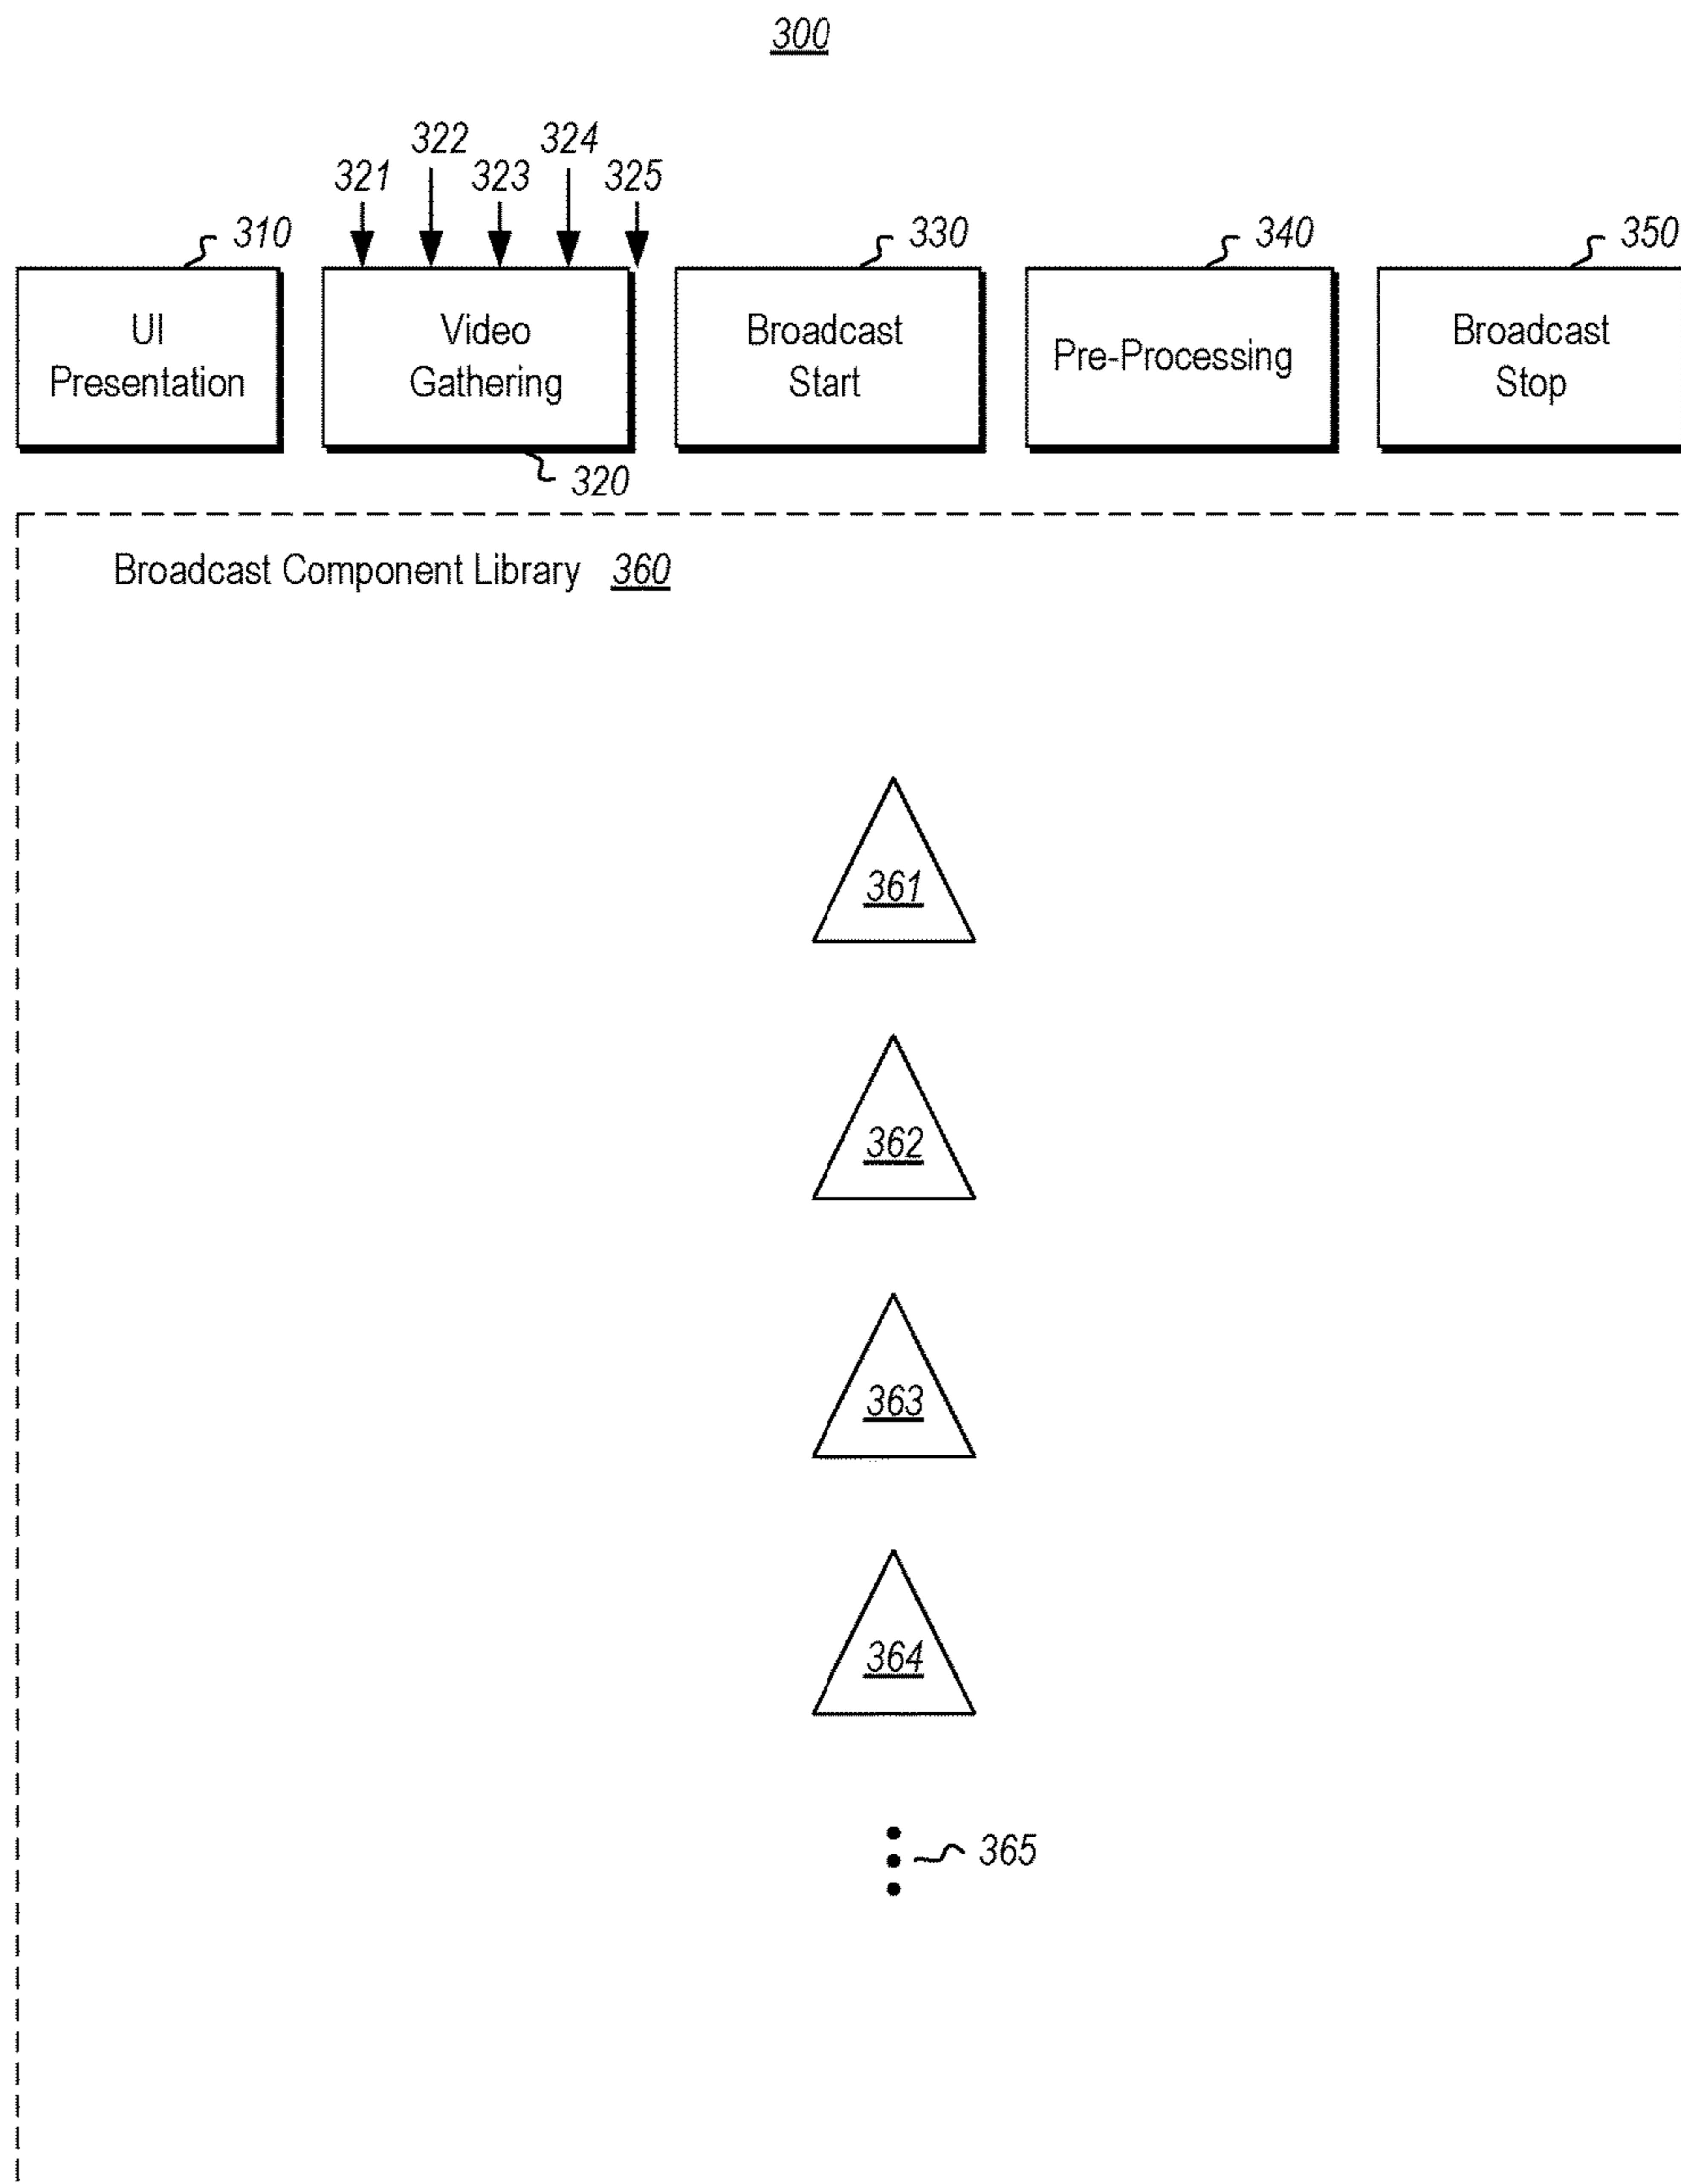 300
322 324
321 323 325
310 330 340 350
UI
Presentation
Video
Gathering
Broadcast
Start
Pre-Processing
Broadcast
Stop
320
Broadcast Component Library 360
361
362
363
364
365